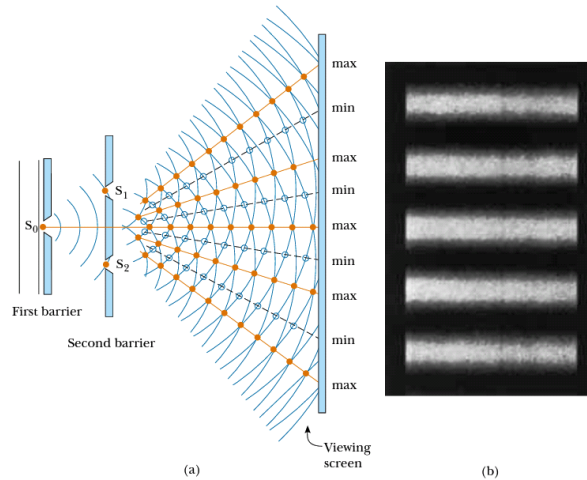 max
min
max
S1
min
S0
max
S2
min
max
First barrier
min
Second barrier
max
Viewing
screen
(a)
(b)